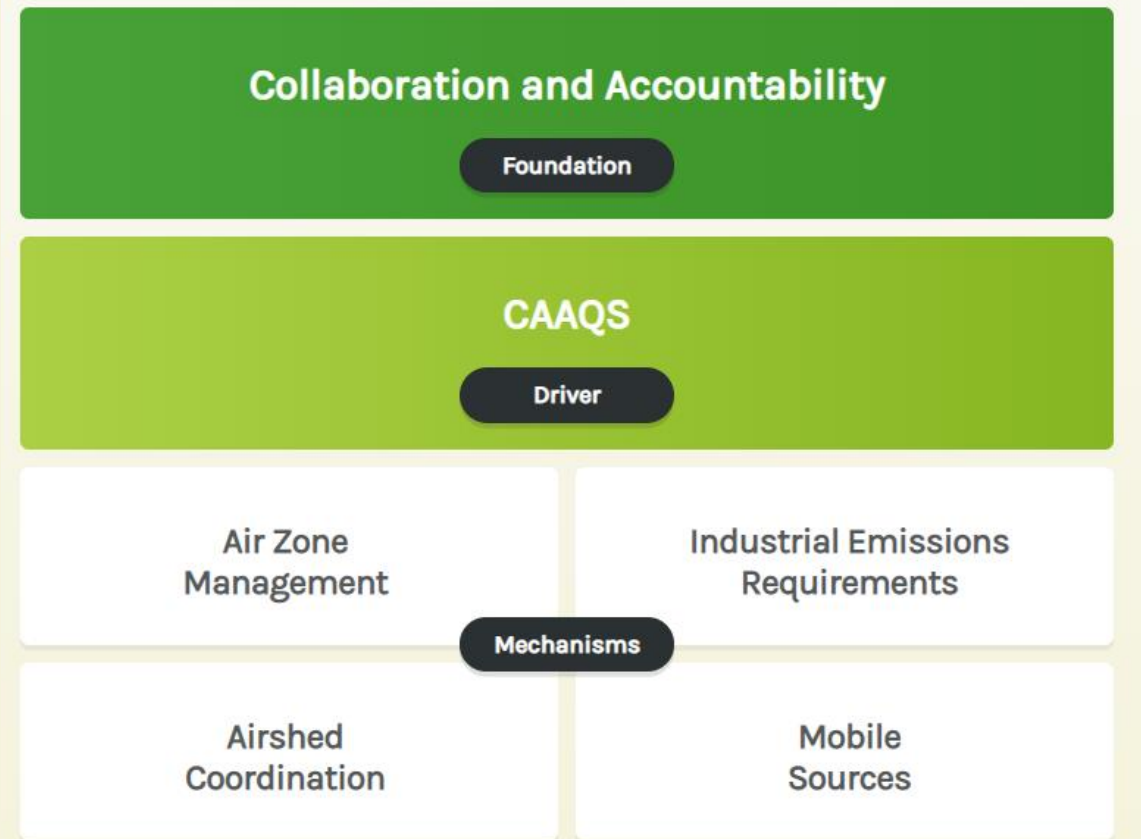 Collaboration and Accountability
Foundation
CAAQS
Driver
Air Zone
Management
Industrial Emissions
Requirements
Mechanisms
Airshed
Coordination
Mobile
Sources